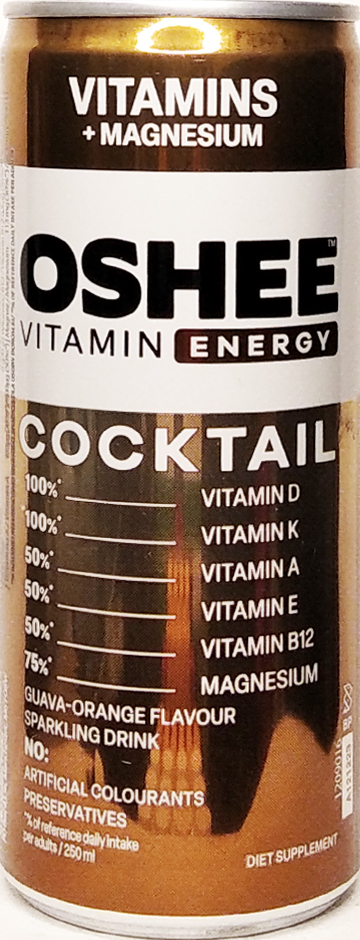 VITAMINS
+ MAGNESIUM
OSHEE™
VITAMIN ENERGY
COCKTAIL
100%* VITAMIN D
100%* VITAMIN K
50%* VITAMIN A
50%* VITAMIN E
50%* VITAMIN B12
75%* MAGNESIUM
GUAVA-ORANGE FLAVOUR
SPARKLING DRINK
NO:
ARTIFICIAL COLOURANTS
PRESERVATIVES
*% of reference daily intake
per adults / 250 ml
DIET SUPPLEMENT